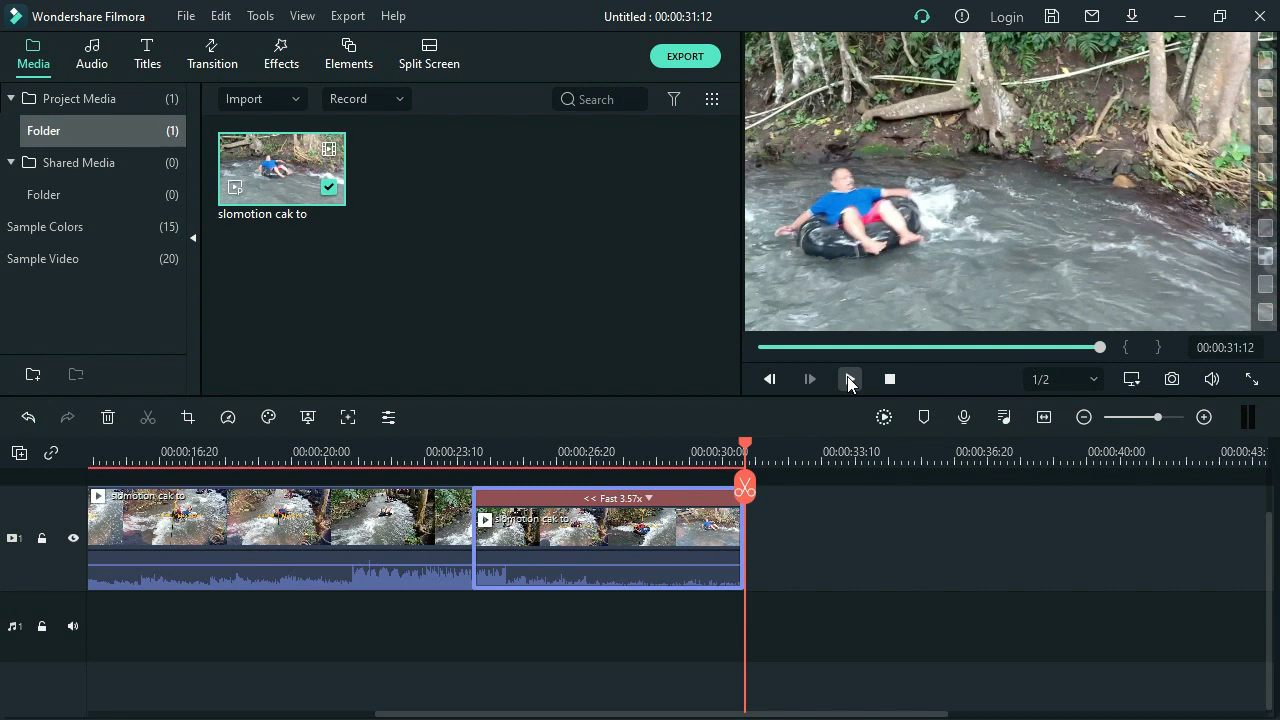 Wondershare Filmora
File Edit Tools View Export Help
Untitled : 00:00:31:12
Login
Media Audio Titles Transition Effects Elements Split Screen
EXPORT
Project Media (1)
Folder (1)
Shared Media (0)
Folder (0)
Sample Colors (15)
Sample Video (20)
Import
Record
Search
slomotion cak to
00:00:31:12
1/2
00:00:16:20 00:00:20:00 00:00:23:10 00:00:26:20 00:00:30:00 00:00:33:10 00:00:36:20 00:00:40:00 00:00:43:
slomotion cak to
<< Fast 3.57x
slomotion cak to
1
1